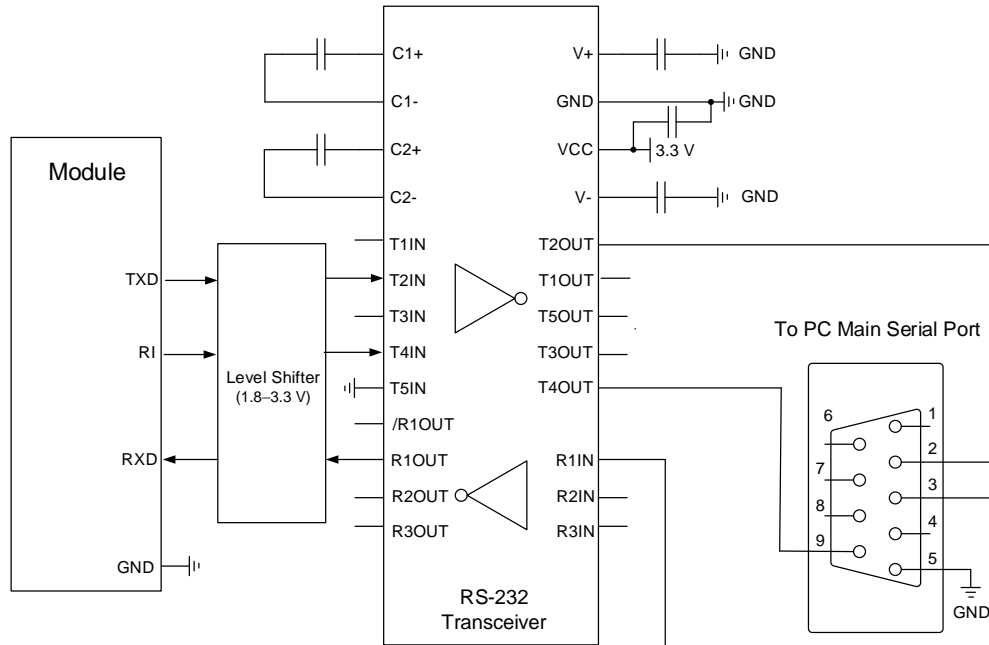 Module
TXD
RI
RXD
GND
Level Shifter
(1.8–3.3 V)
C1+
C1-
C2+
C2-
T1IN
T2IN
T3IN
T4IN
T5IN
/R1OUT
R1OUT
R2OUT
R3OUT
V+
GND
VCC
V-
T2OUT
T1OUT
T5OUT
T3OUT
T4OUT
R1IN
R2IN
R3IN
RS-232
Transceiver
GND
GND
3.3 V
GND
To PC Main Serial Port
6
7
8
9
1
2
3
4
5
GND